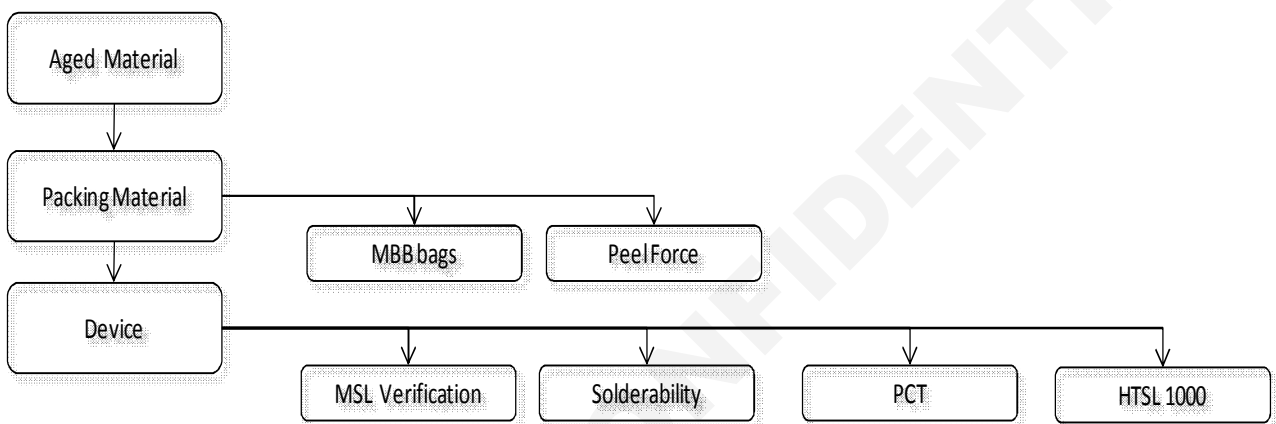 Aged Material
Packing Material
MBB bags
Peel Force
Device
MSL Verification
Solderability
PCT
HTSL 1000